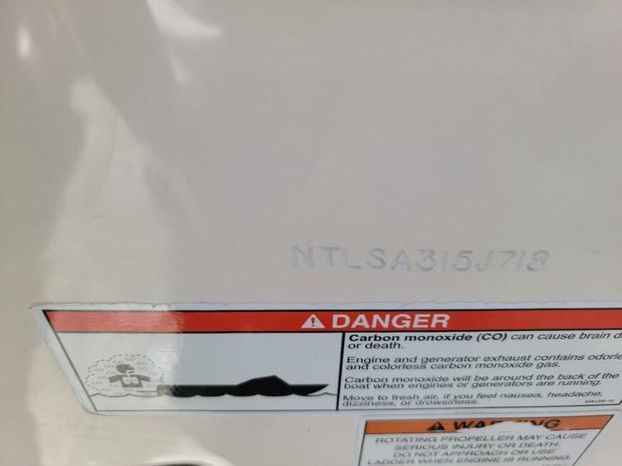 NTLSA315J718
DANGER
Carbon monoxide (CO) can cause brain d
or death.
Engine and generator exhaust contains odorle
and colorless carbon monoxide gas.
Carbon monoxide will be around the back of the
boat when engines or generators are running.
Move to fresh air, if you feel nausea, headache,
dizziness, or drowsiness.
WARNING
ROTATING PROPELLER MAY CAUSE
SERIOUS INJURY OR DEATH.
DO NOT APPROACH OR USE
LADDER WHEN ENGINE IS RUNNING.